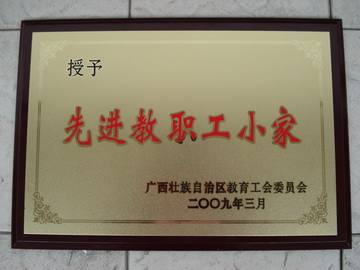 授予
先进教职工小家
广西壮族自治区教育工会委员会
二〇〇九年三月